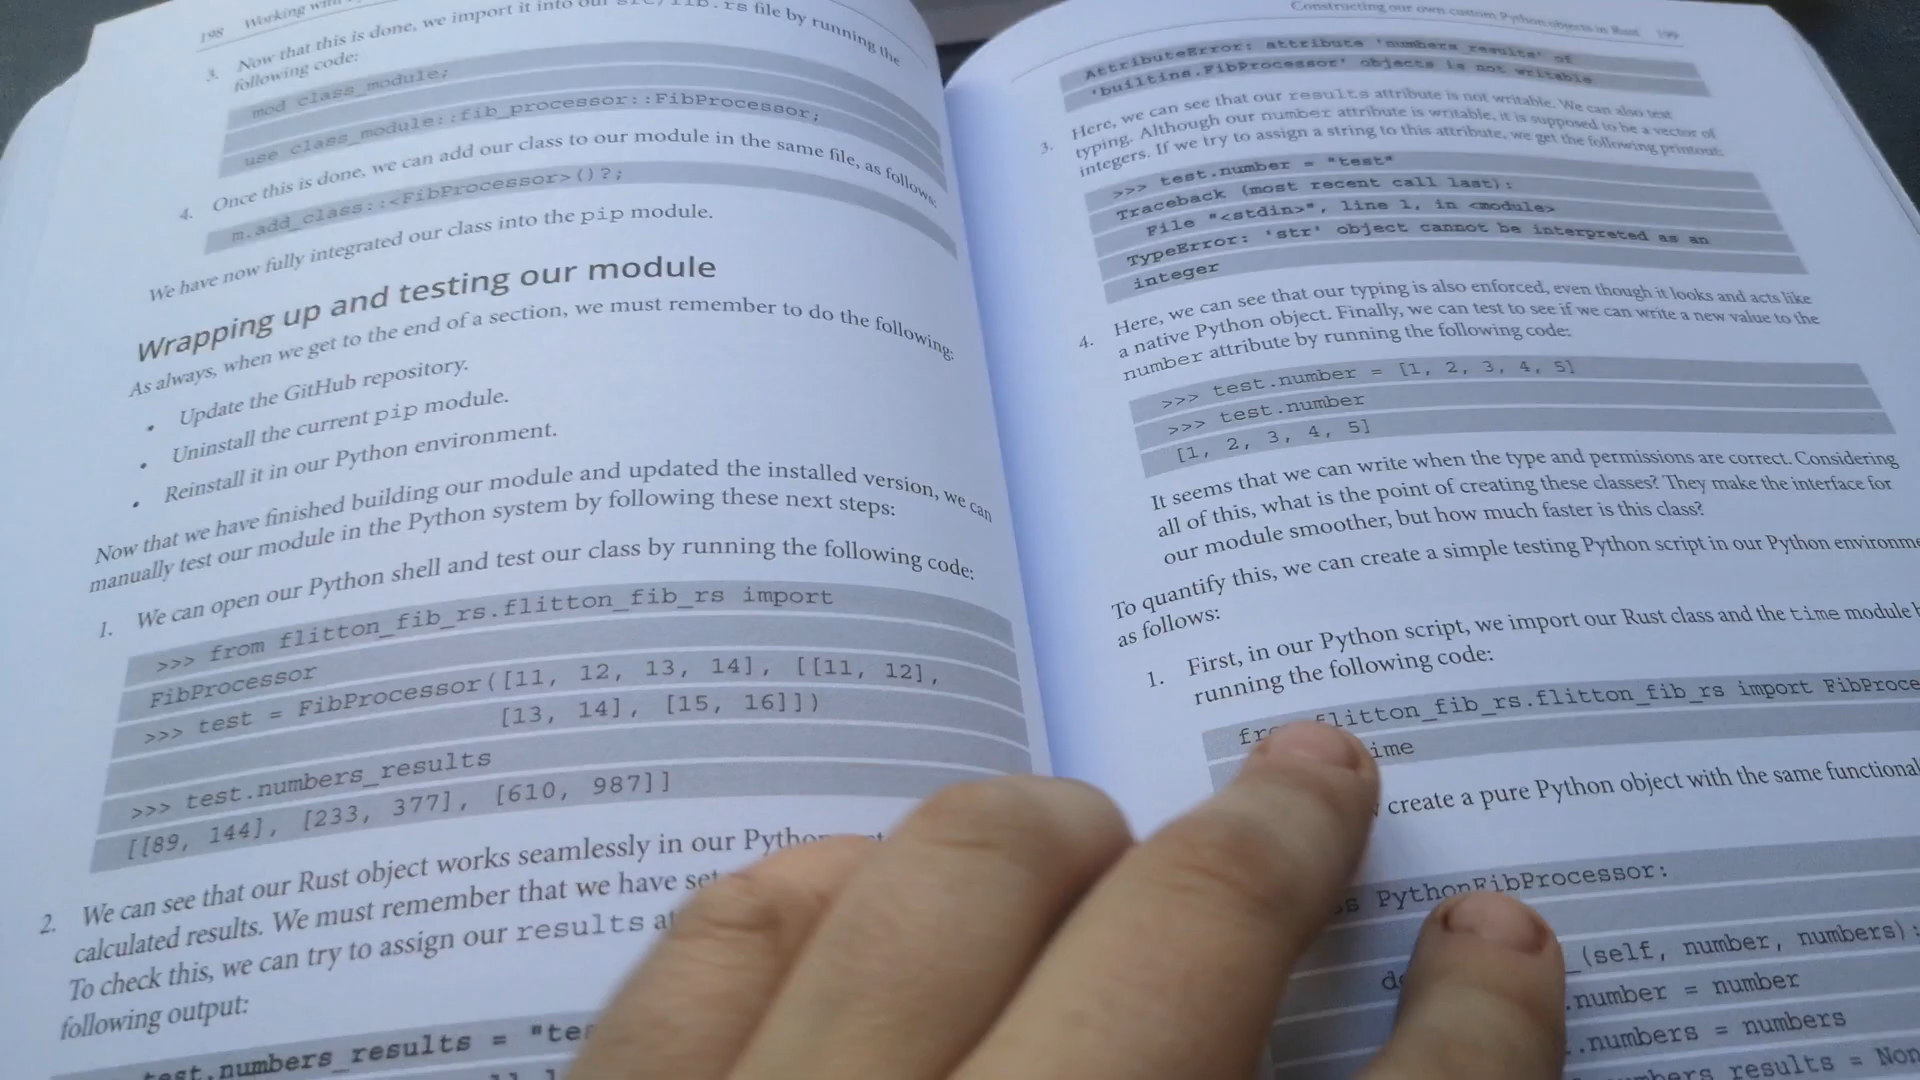 198 Working with
3. Now that this is done, we import it into our src/lib.rs file by running the
following code:
mod class_module;
use class_module::fib_processor::FibProcessor;
4. Once this is done, we can add our class to our module in the same file, as follows:
m.add_class::<FibProcessor>()?;
We have now fully integrated our class into the pip module.
Wrapping up and testing our module
As always, when we get to the end of a section, we must remember to do the following:
• Update the GitHub repository.
• Uninstall the current pip module.
• Reinstall it in our Python environment.
Now that we have finished building our module and updated the installed version, we can
manually test our module in the Python system by following these next steps:
1. We can open our Python shell and test our class by running the following code:
>>> from flitton_fib_rs.flitton_fib_rs import
FibProcessor
>>> test = FibProcessor([11, 12, 13, 14], [[11, 12],
[13, 14], [15, 16]])
>>> test.numbers_results
[[89, 144], [233, 377], [610, 987]]
2. We can see that our Rust object works seamlessly in our Python
calculated results. We must remember that we have set
To check this, we can try to assign our results
following output:
test.numbers_results = "te
Constructing our own custom Python objects in Rust 199
AttributeError: attribute 'numbers_results' of
'builtins.FibProcessor' objects is not writable
Here, we can see that our results attribute is not writable. We can also test
3. typing. Although our number attribute is writable, it is supposed to be a vector of
integers. If we try to assign a string to this attribute, we get the following printout:
>>> test.number = "test"
Traceback (most recent call last):
File "<stdin>", line 1, in <module>
TypeError: 'str' object cannot be interpreted as an
integer
Here, we can see that our typing is also enforced, even though it looks and acts like
4. a native Python object. Finally, we can test to see if we can write a new value to the
number attribute by running the following code:
>>> test.number = [1, 2, 3, 4, 5]
>>> test.number
[1, 2, 3, 4, 5]
It seems that we can write when the type and permissions are correct. Considering
all of this, what is the point of creating these classes? They make the interface for
our module smoother, but how much faster is this class?
To quantify this, we can create a simple testing Python script in our Python environme
as follows:
1. First, in our Python script, we import our Rust class and the time module b
running the following code:
fr flitton_fib_rs.flitton_fib_rs import FibProce
ime
create a pure Python object with the same functional
s PythonFibProcessor:
de _(self, number, numbers):
.number = number
.numbers = numbers
mbers_results = Non